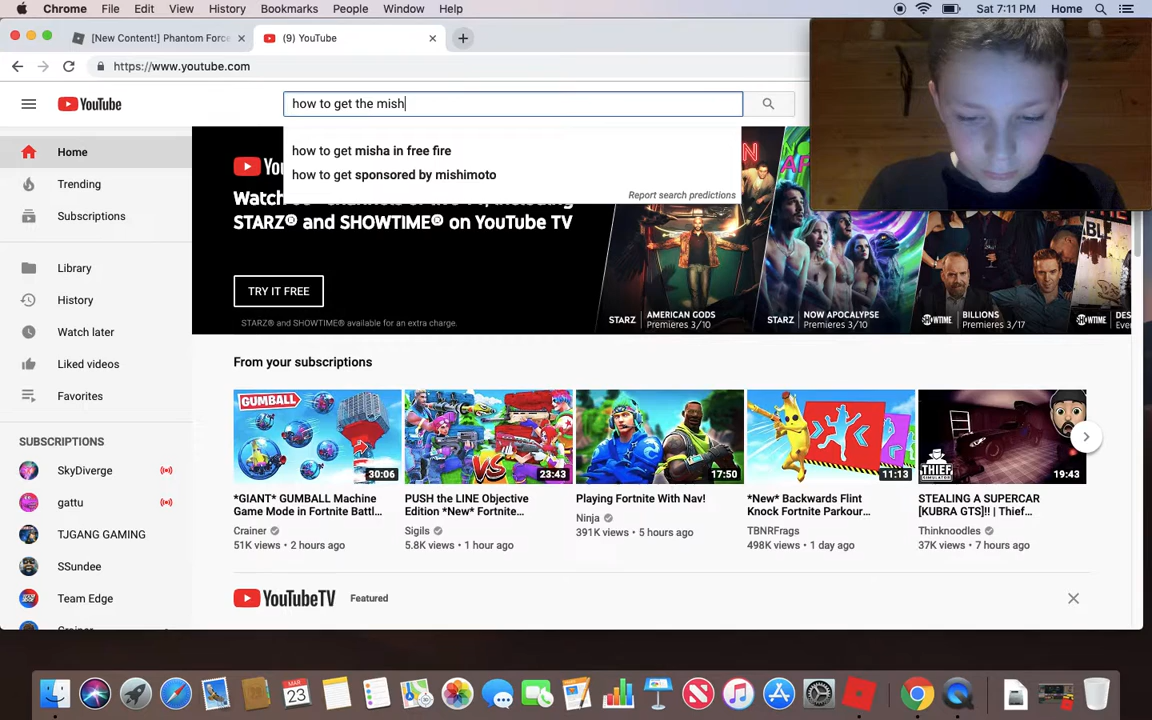 Chrome File Edit View History Bookmarks People Window Help Sat 7:11 PM Home
[New Content!] Phantom Forc (9) YouTube
https://www.youtube.com
YouTube how to get the mish
how to get misha in free fire
how to get sponsored by mishimoto
Report search predictions
Home
Trending
Subscriptions
Library
History
Watch later
Liked videos
Favorites
SUBSCRIPTIONS
SkyDiverge
gattu
TJGANG GAMING
SSundee
Team Edge
STARZ® and SHOWTIME® on YouTube TV
TRY IT FREE
STARZ® and SHOWTIME® available for an extra charge.
STARZ AMERICAN GODS
Premieres 3/10
STARZ NOW APOCALYPSE
Premieres 3/10
SHOWTIME BILLIONS
Premieres 3/17
SHOWTIME DES
Eve
From your subscriptions
GUMBALL
30:06
VS
23:43
17:50
11:13
THIEF
SIMULATOR
19:43
*GIANT* GUMBALL Machine
Game Mode in Fortnite Battl...
Crainer
51K views • 2 hours ago
PUSH the LINE Objective
Edition *New* Fortnite...
Sigils
5.8K views • 1 hour ago
Playing Fortnite With Nav!
Ninja
391K views • 5 hours ago
*New* Backwards Flint
Knock Fortnite Parkour...
TBNRFrags
498K views • 1 day ago
STEALING A SUPERCAR
[KUBRA GTS]!! | Thief...
Thinknoodles
37K views • 7 hours ago
YouTubeTV Featured
MAR
23